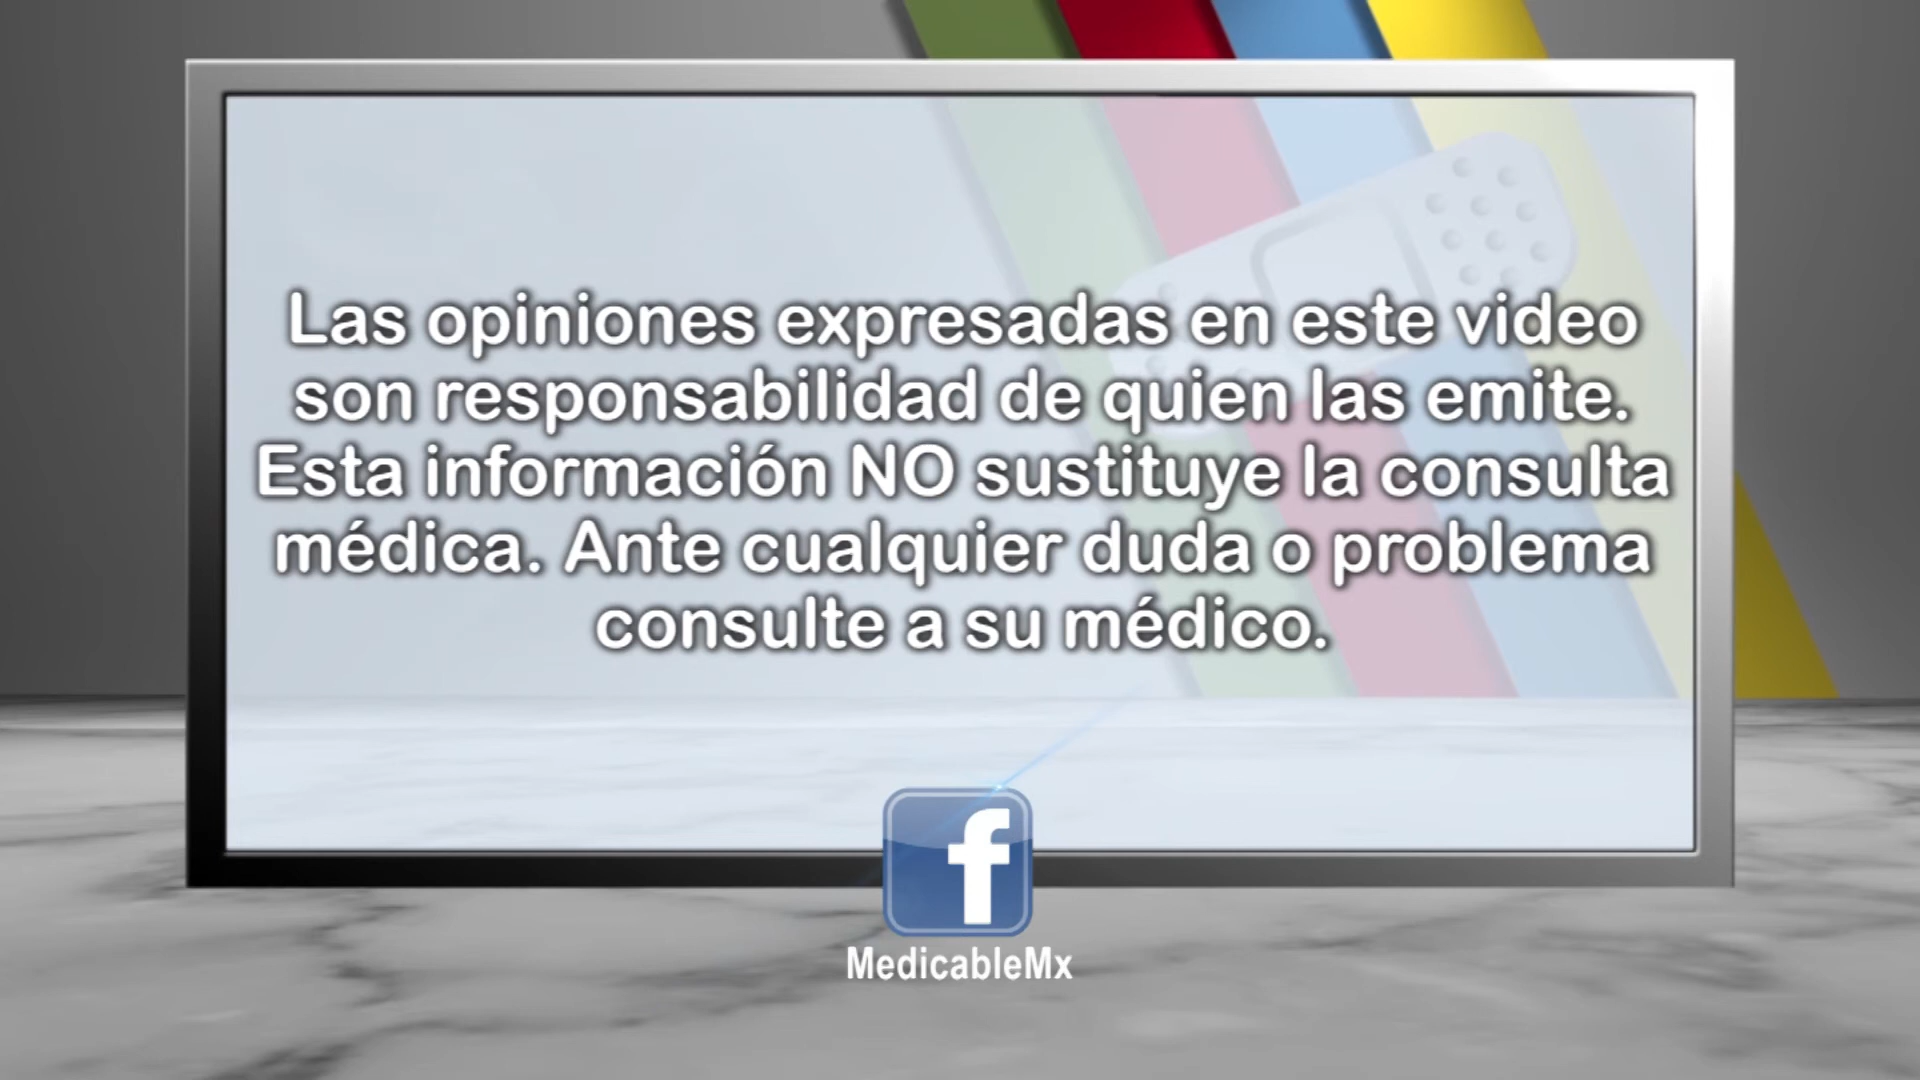 Las opiniones expresadas en este video
son responsabilidad de quien las emite.
Esta información NO sustituye la consulta
médica. Ante cualquier duda o problema
consulte a su médico.
f
MedicableMx